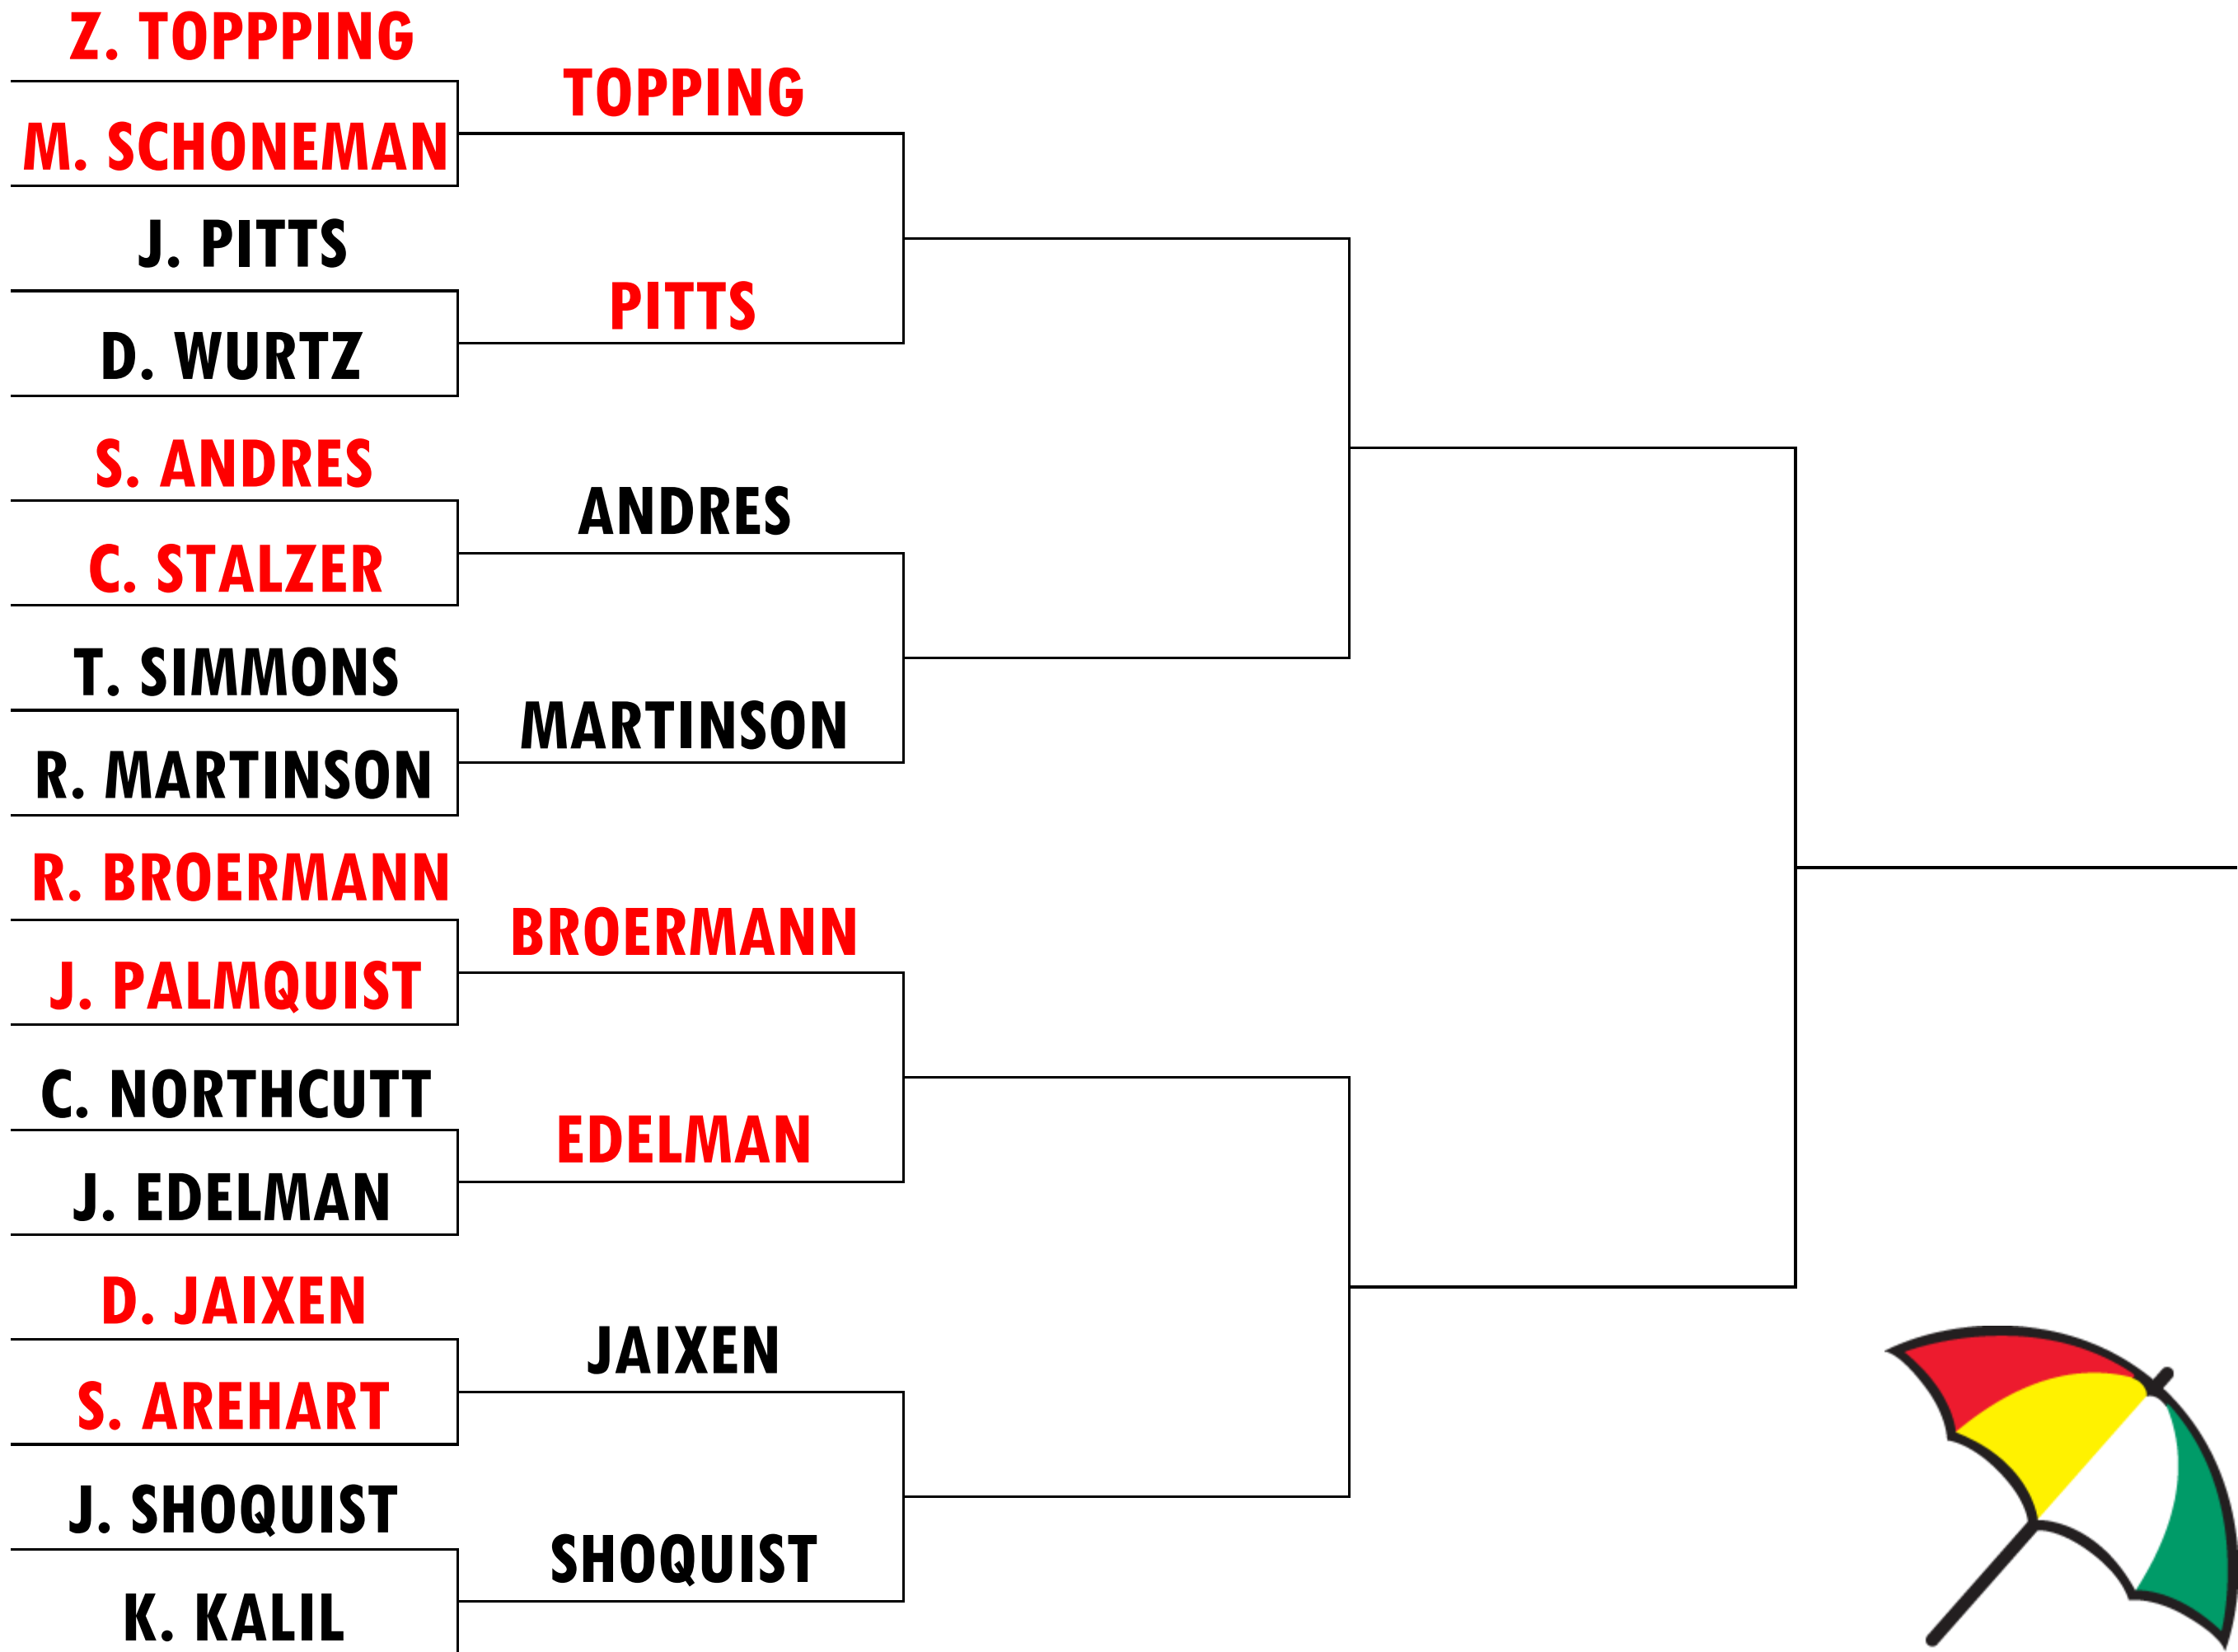 Z. TOPPPING
M. SCHONEMAN
J. PITTS
D. WURTZ
S. ANDRES
C. STALZER
T. SIMMONS
R. MARTINSON
R. BROERMANN
J. PALMQUIST
C. NORTHCUTT
J. EDELMAN
D. JAIXEN
S. AREHART
J. SHOQUIST
K. KALIL
TOPPING
PITTS
ANDRES
MARTINSON
BROERMANN
EDELMAN
JAIXEN
SHOQUIST